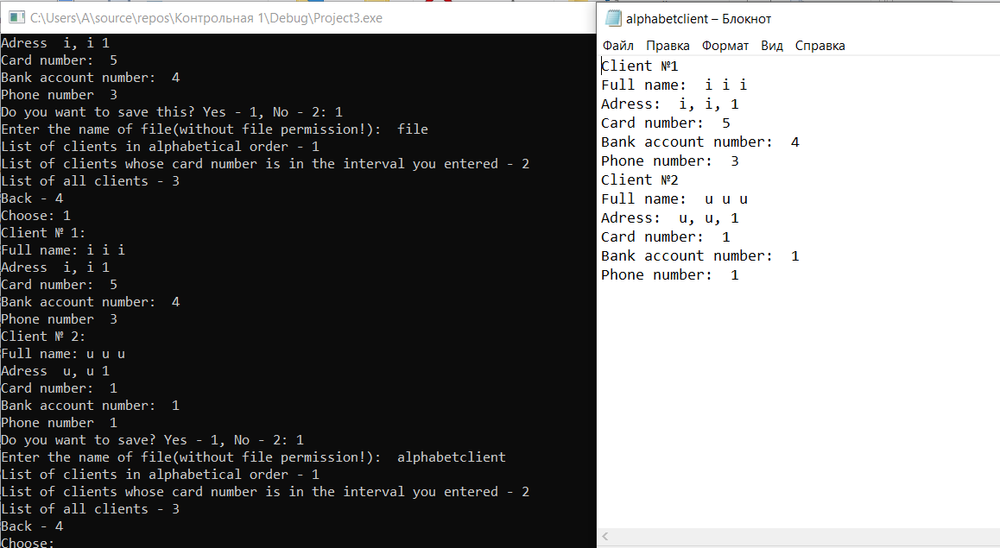 C:\Users\A\source\repos\Контрольная 1\Debug\Project3.exe
Adress  i, i 1
Card number:  5
Bank account number:  4
Phone number  3
Do you want to save this? Yes - 1, No - 2: 1
Enter the name of file(without file permission!):  file
List of clients in alphabetical order - 1
List of clients whose card number is in the interval you entered - 2
List of all clients - 3
Back - 4
Choose: 1
Client № 1:
Full name: i i i
Adress  i, i 1
Card number:  5
Bank account number:  4
Phone number  3
Client № 2:
Full name: u u u
Adress  u, u 1
Card number:  1
Bank account number:  1
Phone number  1
Do you want to save? Yes - 1, No - 2: 1
Enter the name of file(without file permission!):  alphabetclient
List of clients in alphabetical order - 1
List of clients whose card number is in the interval you entered - 2
List of all clients - 3
Back - 4
Choose:
alphabetclient – Блокнот
Файл Правка Формат Вид Справка
Client №1
Full name:  i i i
Adress:  i, i, 1
Card number:  5
Bank account number:  4
Phone number:  3
Client №2
Full name:  u u u
Adress:  u, u, 1
Card number:  1
Bank account number:  1
Phone number:  1